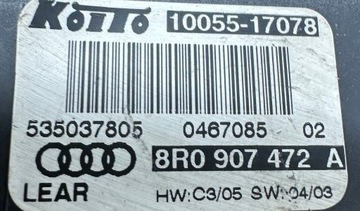 KOITO 10055-17078
535037805 0467085 02
8R0 907 472 A
LEAR HW: C3/05 SW: 04/03